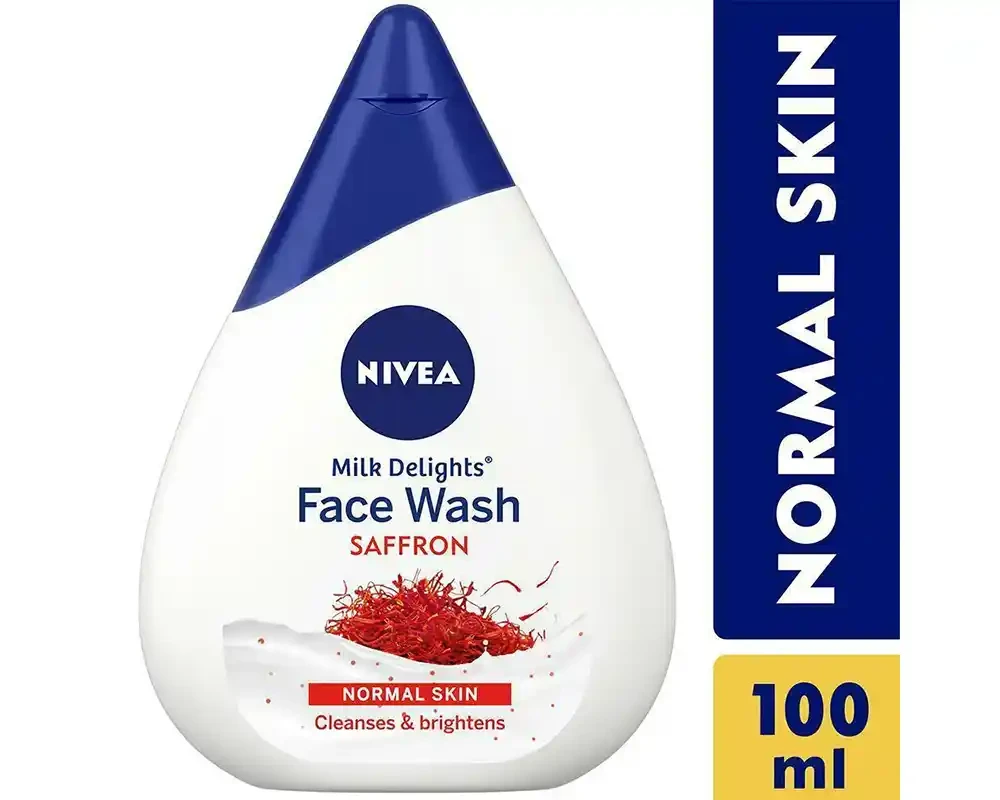 NIVEA
Milk Delights®
Face Wash
SAFFRON
NORMAL SKIN
Cleanses & brightens
NORMAL SKIN
100
ml